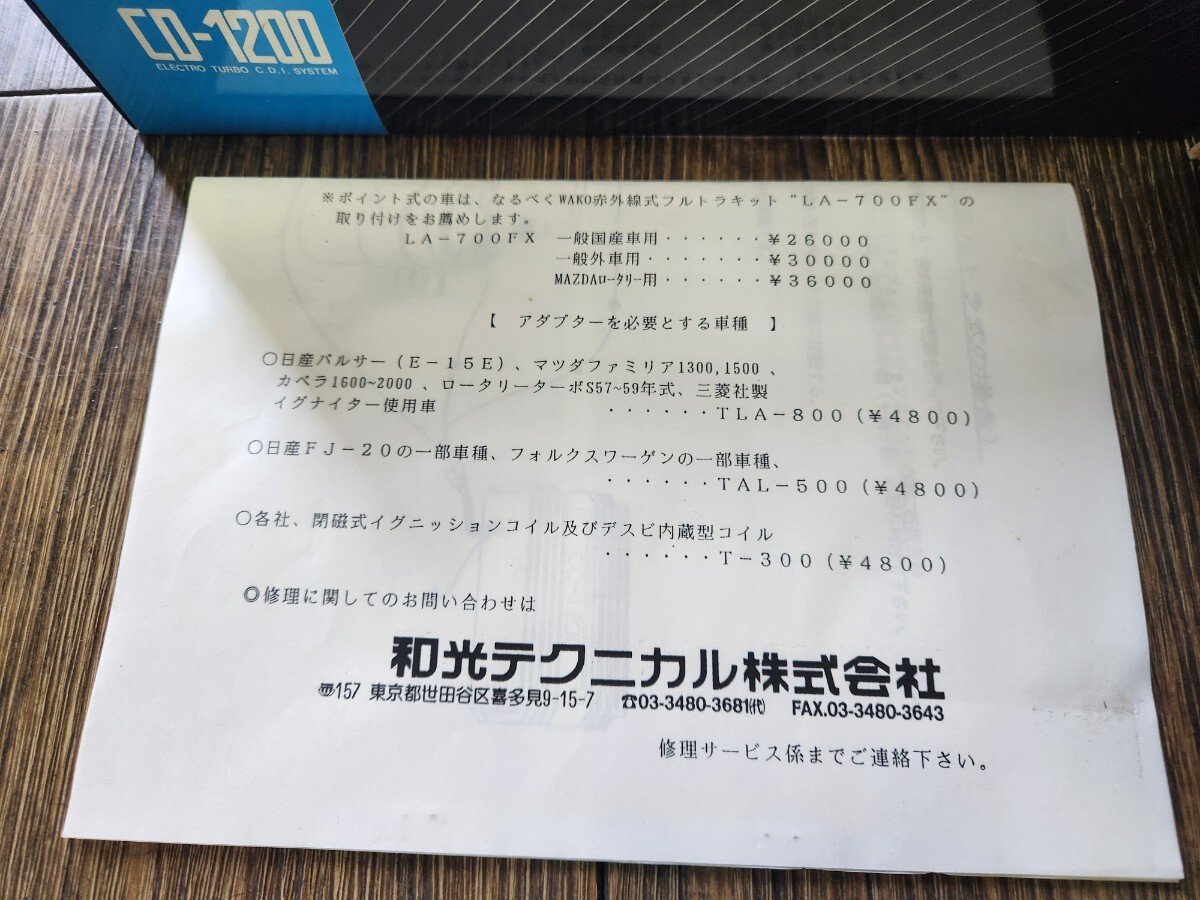 CD-1200
ELECTRO TURBO C.D.I. SYSTEM
※ポイント式の車は、なるべくWAKO赤外線式フルトラキット“LA-700FX”の
取り付けをお薦めします。
LA-700FX 一般国産車用・・・・・・¥26000
一般外車用・・・・・・・¥30000
MAZDAロータリー用・・・・・・¥36000
【 アダプターを必要とする車種 】
○日産バルサー(E-15E)、マツダファミリア1300,1500 、
カベラ1600~2000 、ロータリーターボS57~59年式、三菱社製
イグナイター使用車 ・・・・・・TLA-800(¥4800)
○日産FJ-20の一部車種、フォルクスワーゲンの一部車種、
・・・・・・TAL-500(¥4800)
○各社、閉磁式イグニッションコイル及びデスビ内蔵型コイル
・・・・・・T-300(¥4800)
◎修理に関してのお問い合わせは
和光テクニカル株式会社
〠157 東京都世田谷区喜多見9-15-7 ☎03-3480-3681(代) FAX.03-3480-3643
修理サービス係までご連絡下さい。